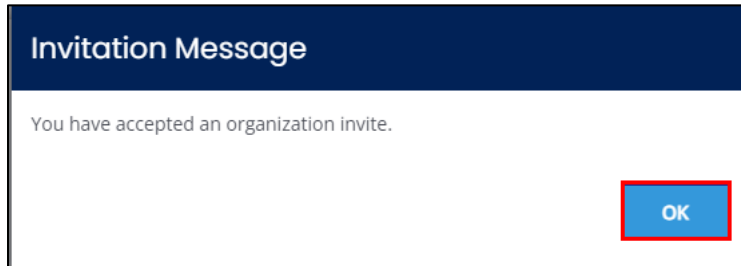 Invitation Message
You have accepted an organization invite.
OK